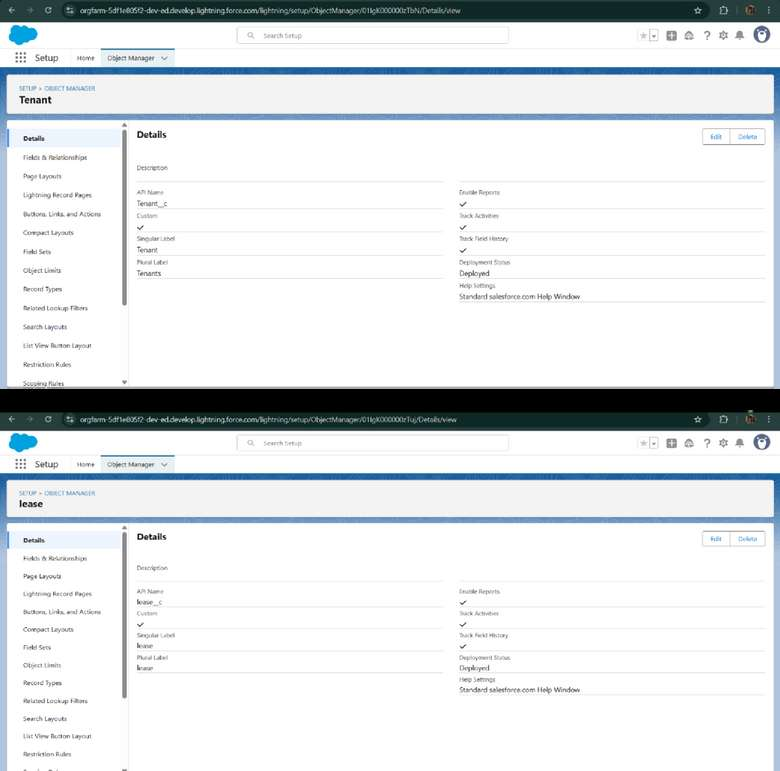 orgfarm-5df1e805f2-dev-ed.develop.lightning.force.com/lightning/setup/ObjectManager/01IgK000000zTbN/Details/view
Search Setup
Setup
Home
Object Manager
SETUP > OBJECT MANAGER
Tenant
Details
Fields & Relationships
Page Layouts
Lightning Record Pages
Buttons, Links, and Actions
Compact Layouts
Field Sets
Object Limits
Record Types
Related Lookup Filters
Search Layouts
List View Button Layout
Restriction Rules
Scoping Rules
Details
Edit
Delete
Description
API Name
Tenant__c
Custom
Singular Label
Tenant
Plural Label
Tenants
Enable Reports
Track Activities
Track Field History
Deployment Status
Deployed
Help Settings
Standard salesforce.com Help Window
orgfarm-5df1e805f2-dev-ed.develop.lightning.force.com/lightning/setup/ObjectManager/01IgK000000zTuj/Details/view
Search Setup
Setup
Home
Object Manager
SETUP > OBJECT MANAGER
lease
Details
Fields & Relationships
Page Layouts
Lightning Record Pages
Buttons, Links, and Actions
Compact Layouts
Field Sets
Object Limits
Record Types
Related Lookup Filters
Search Layouts
List View Button Layout
Restriction Rules
Details
Edit
Delete
Description
API Name
lease__c
Custom
Singular Label
lease
Plural Label
lease
Enable Reports
Track Activities
Track Field History
Deployment Status
Deployed
Help Settings
Standard salesforce.com Help Window